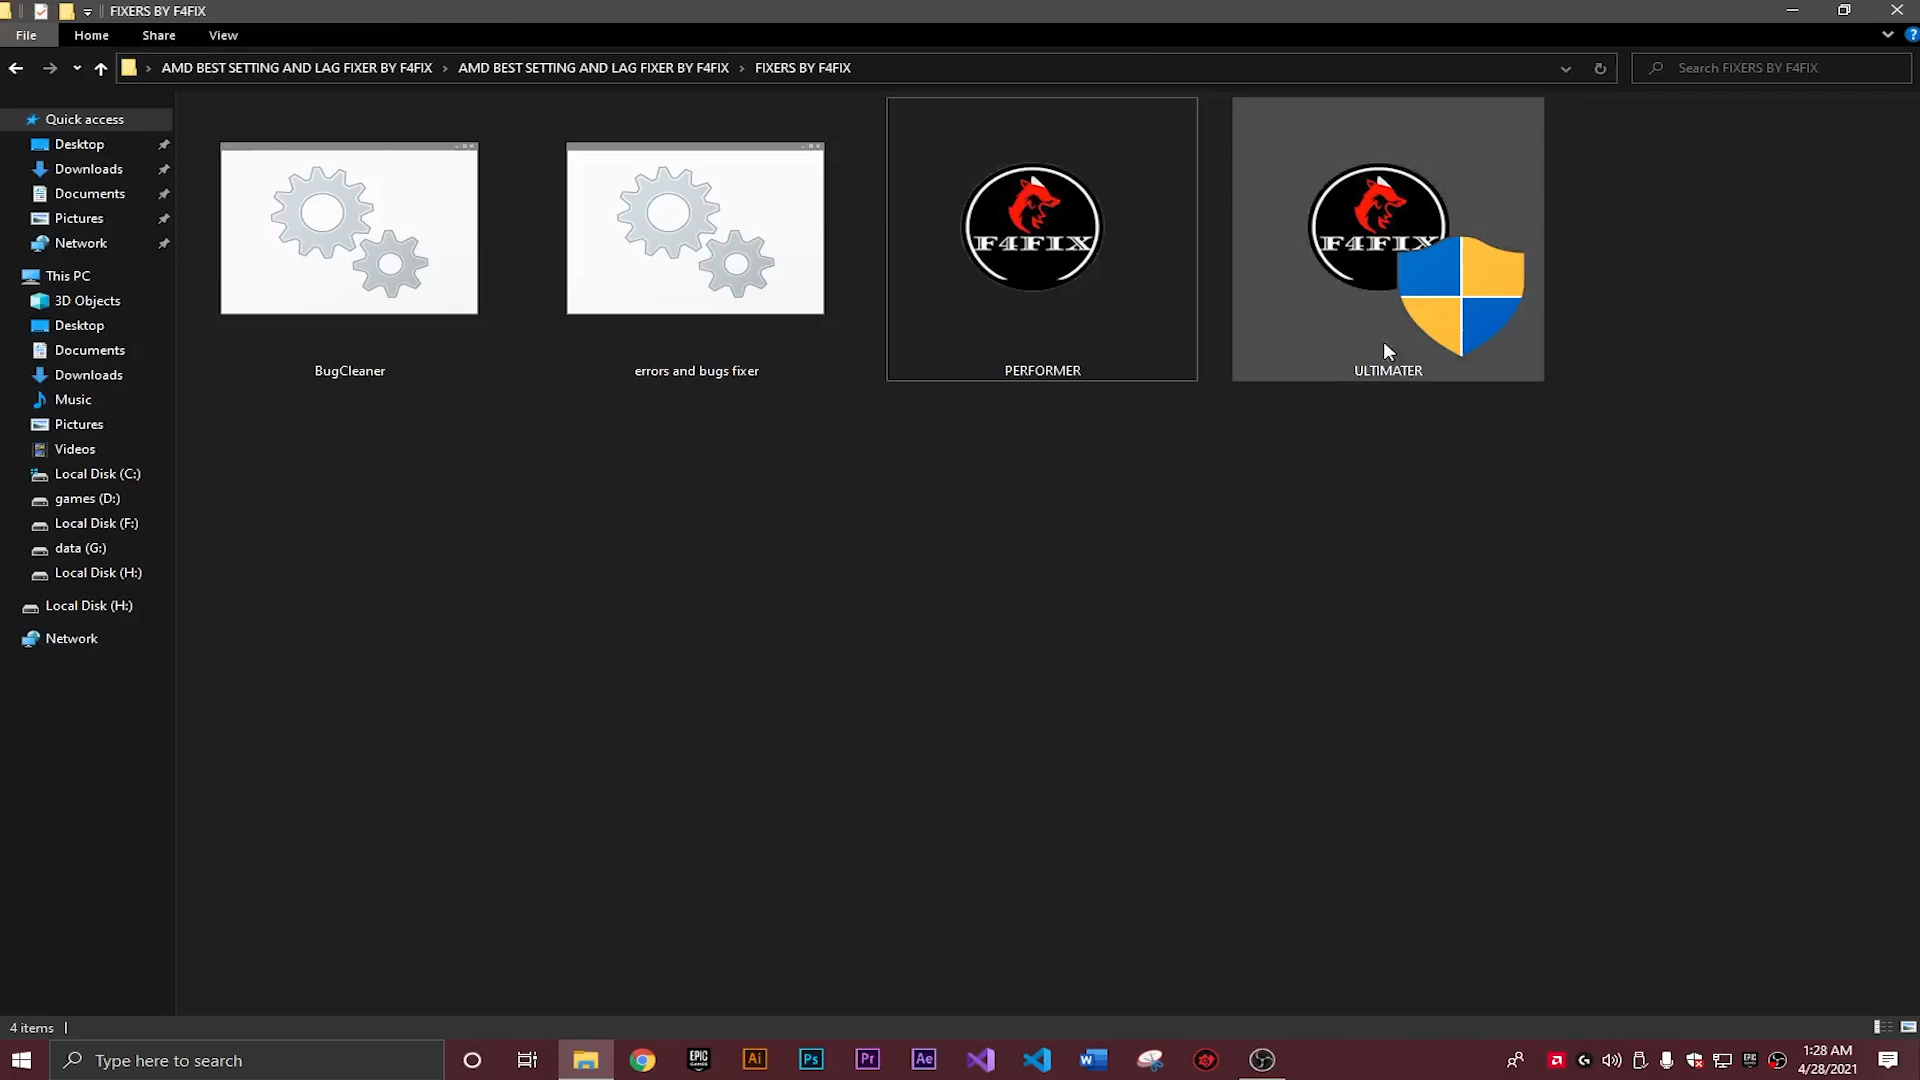 FIXERS BY F4FIX
File Home Share View
AMD BEST SETTING AND LAG FIXER BY F4FIX › AMD BEST SETTING AND LAG FIXER BY F4FIX › FIXERS BY F4FIX
Search FIXERS BY F4FIX
Quick access
Desktop
Downloads
Documents
Pictures
Network
This PC
3D Objects
Desktop
Documents
Downloads
Music
Pictures
Videos
Local Disk (C:)
games (D:)
Local Disk (F:)
data (G:)
Local Disk (H:)
Local Disk (H:)
Network
F4FIX
F4FIX
BugCleaner
errors and bugs fixer
PERFORMER
ULTIMATER
4 items
Type here to search
EPIC GAMES
Ai
Ps
Pr
Ae
1:28 AM
4/28/2021